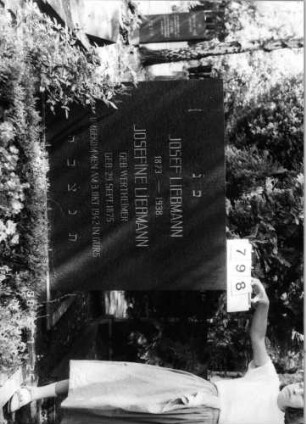 פ נ
JOSEF LIEBMANN
1873 — 1938
JOSEFINE LIEBMANN
GEB. WERTHEIMER
GEB. 29. SEPT. 1875
ת נ צ ב ה
798